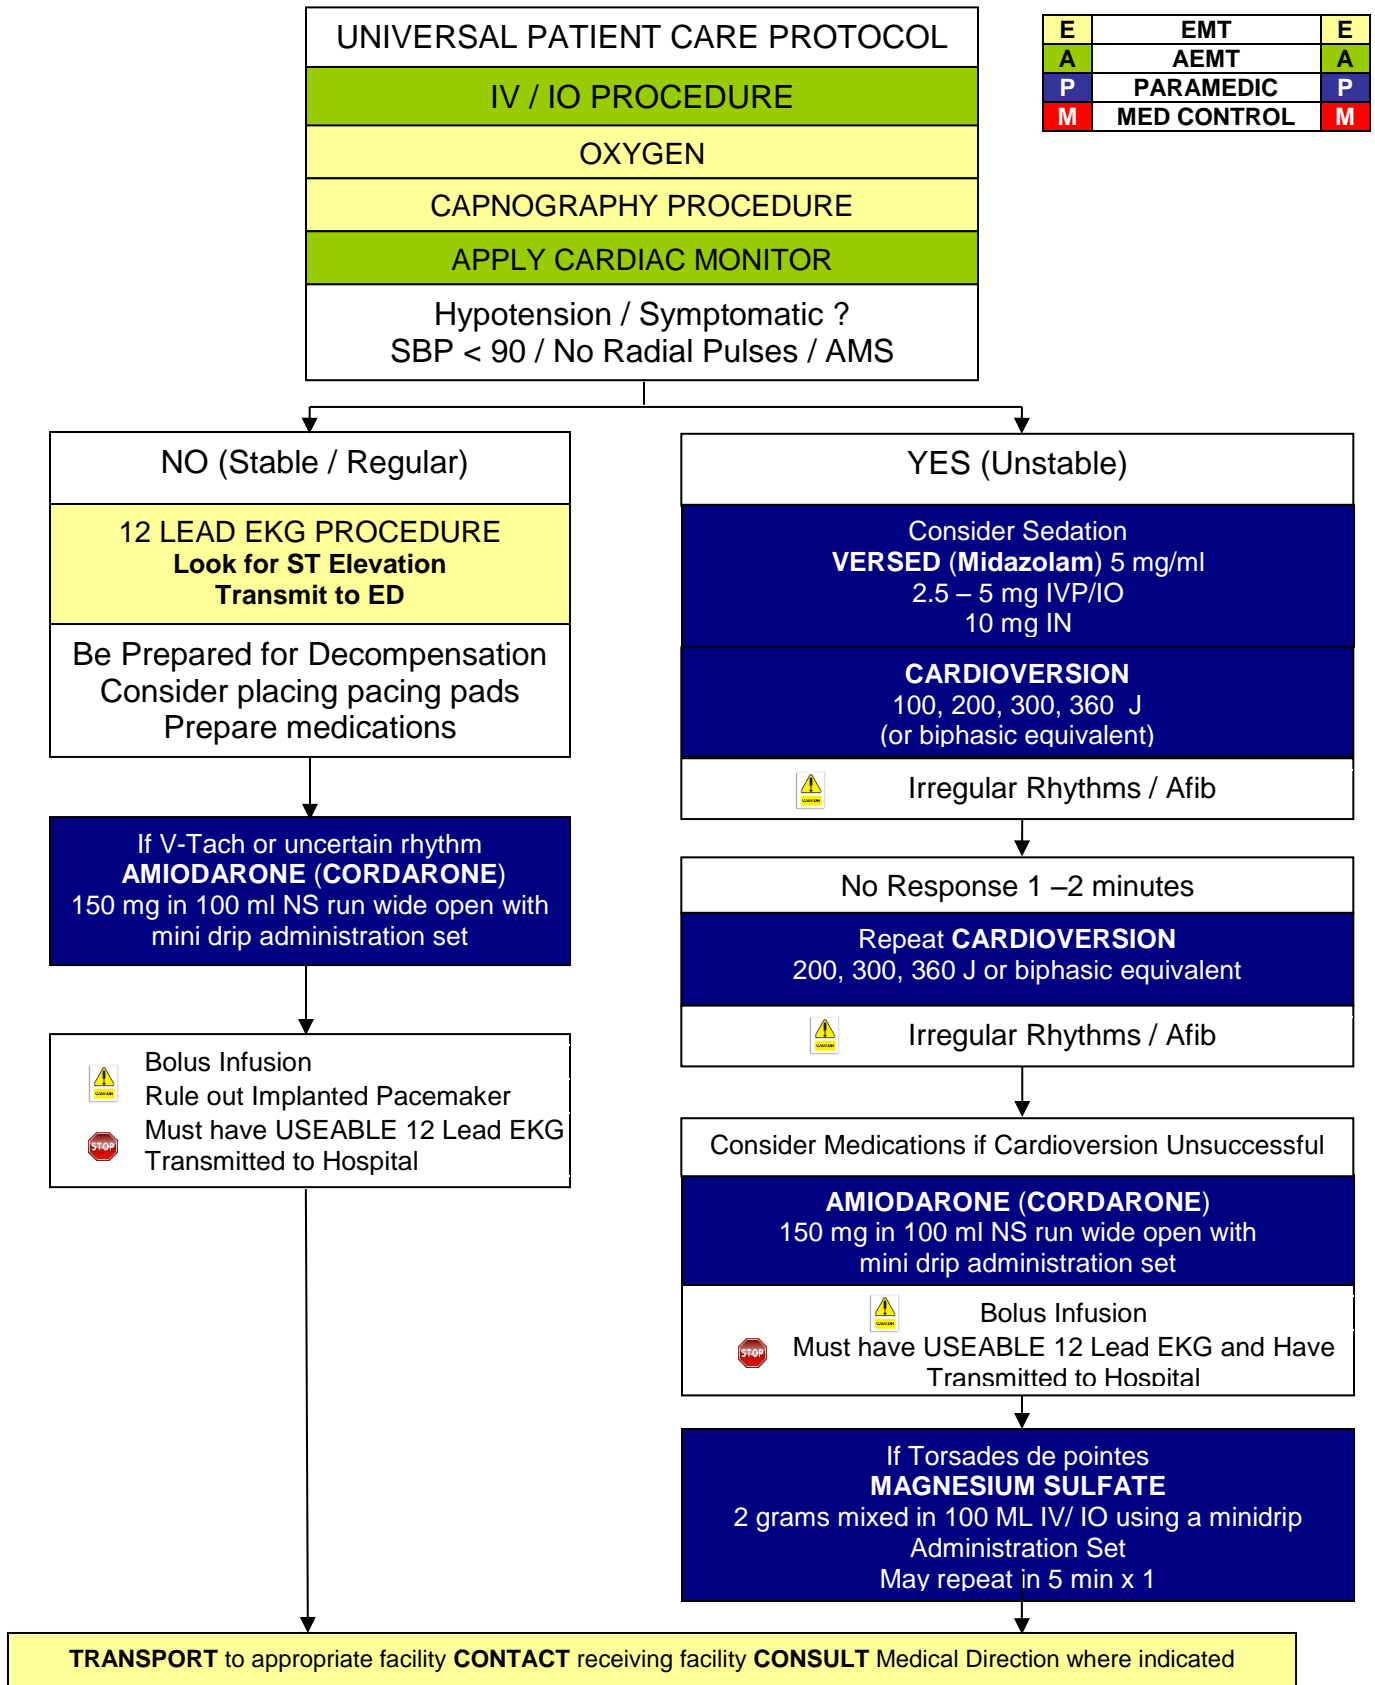 UNIVERSAL PATIENT CARE PROTOCOL
IV / IO PROCEDURE
OXYGEN
CAPNOGRAPHY PROCEDURE
APPLY CARDIAC MONITOR
Hypotension / Symptomatic ?
SBP < 90 / No Radial Pulses / AMS
E EMT E
A AEMT A
P PARAMEDIC P
M MED CONTROL M
NO (Stable / Regular)
12 LEAD EKG PROCEDURE
Look for ST Elevation
Transmit to ED
Be Prepared for Decompensation
Consider placing pacing pads
Prepare medications
If V-Tach or uncertain rhythm
AMIODARONE (CORDARONE)
150 mg in 100 ml NS run wide open with
mini drip administration set
CAUTION
Bolus Infusion
Rule out Implanted Pacemaker
STOP
Must have USEABLE 12 Lead EKG
Transmitted to Hospital
YES (Unstable)
Consider Sedation
VERSED (Midazolam) 5 mg/ml
2.5 – 5 mg IVP/IO
10 mg IN
CARDIOVERSION
100, 200, 300, 360  J
(or biphasic equivalent)
CAUTION
Irregular Rhythms / Afib
No Response 1 –2 minutes
Repeat CARDIOVERSION
200, 300, 360 J or biphasic equivalent
CAUTION
Irregular Rhythms / Afib
Consider Medications if Cardioversion Unsuccessful
AMIODARONE (CORDARONE)
150 mg in 100 ml NS run wide open with
mini drip administration set
CAUTION
Bolus Infusion
STOP
Must have USEABLE 12 Lead EKG and Have
Transmitted to Hospital
If Torsades de pointes
MAGNESIUM SULFATE
2 grams mixed in 100 ML IV/ IO using a minidrip
Administration Set
May repeat in 5 min x 1
TRANSPORT to appropriate facility CONTACT receiving facility CONSULT Medical Direction where indicated